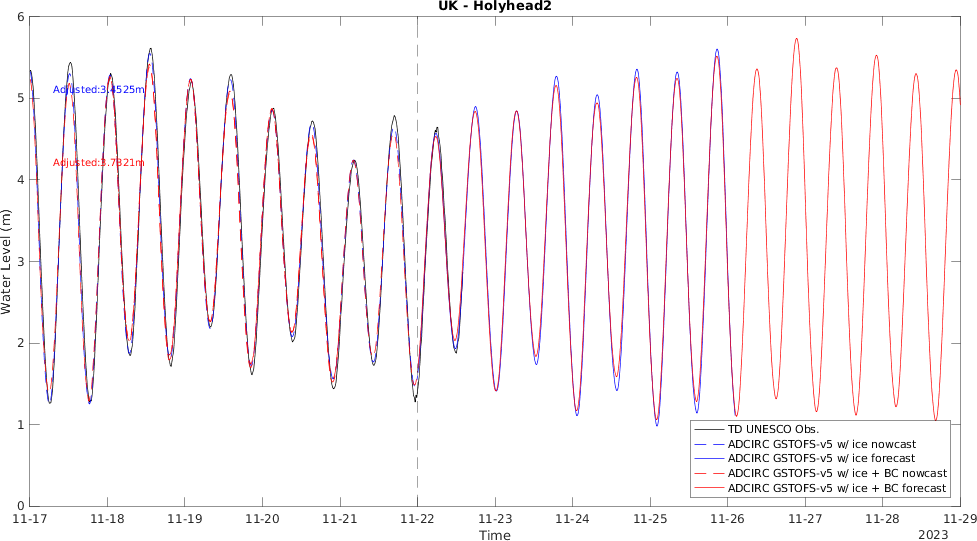 UK - Holyhead2
6
5
4
3
2
1
0
Water Level (m)
Adjusted:3.4525m
Adjusted:3.7321m
TD UNESCO Obs.
ADCIRC GSTOFS-v5 w/ ice nowcast
ADCIRC GSTOFS-v5 w/ ice forecast
ADCIRC GSTOFS-v5 w/ ice + BC nowcast
ADCIRC GSTOFS-v5 w/ ice + BC forecast
11-17 11-18 11-19 11-20 11-21 11-22 11-23 11-24 11-25 11-26 11-27 11-28 11-29
Time
2023